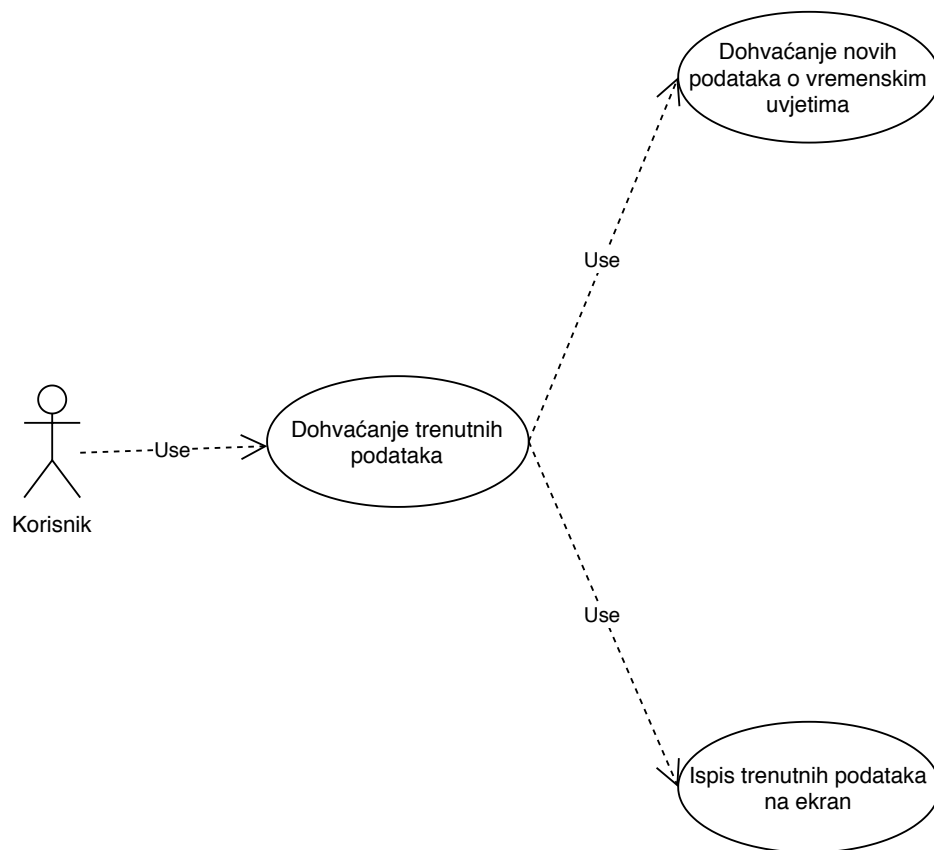 Dohvaćanje novih
podataka o vremenskim
uvjetima
Use
Dohvaćanje trenutnih
podataka
Use
Korisnik
Use
Ispis trenutnih podataka
na ekran